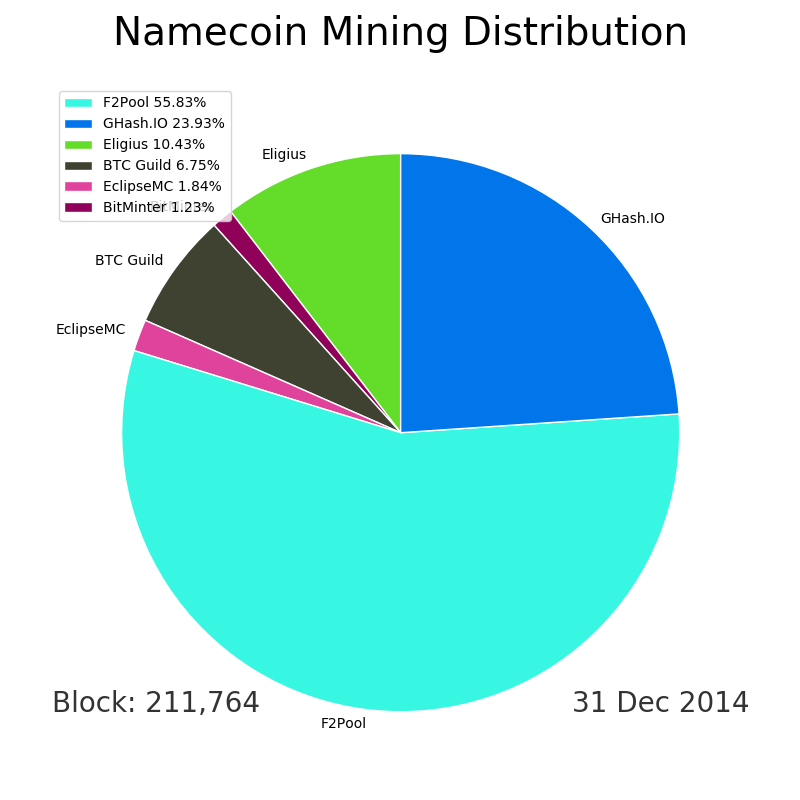 Namecoin Mining Distribution
F2Pool 55.83%
GHash.IO 23.93%
Eligius 10.43%
BTC Guild 6.75%
EclipseMC 1.84%
BitMinter 1.23%
Eligius
GHash.IO
BTC Guild
EclipseMC
Block: 211,764
31 Dec 2014
F2Pool